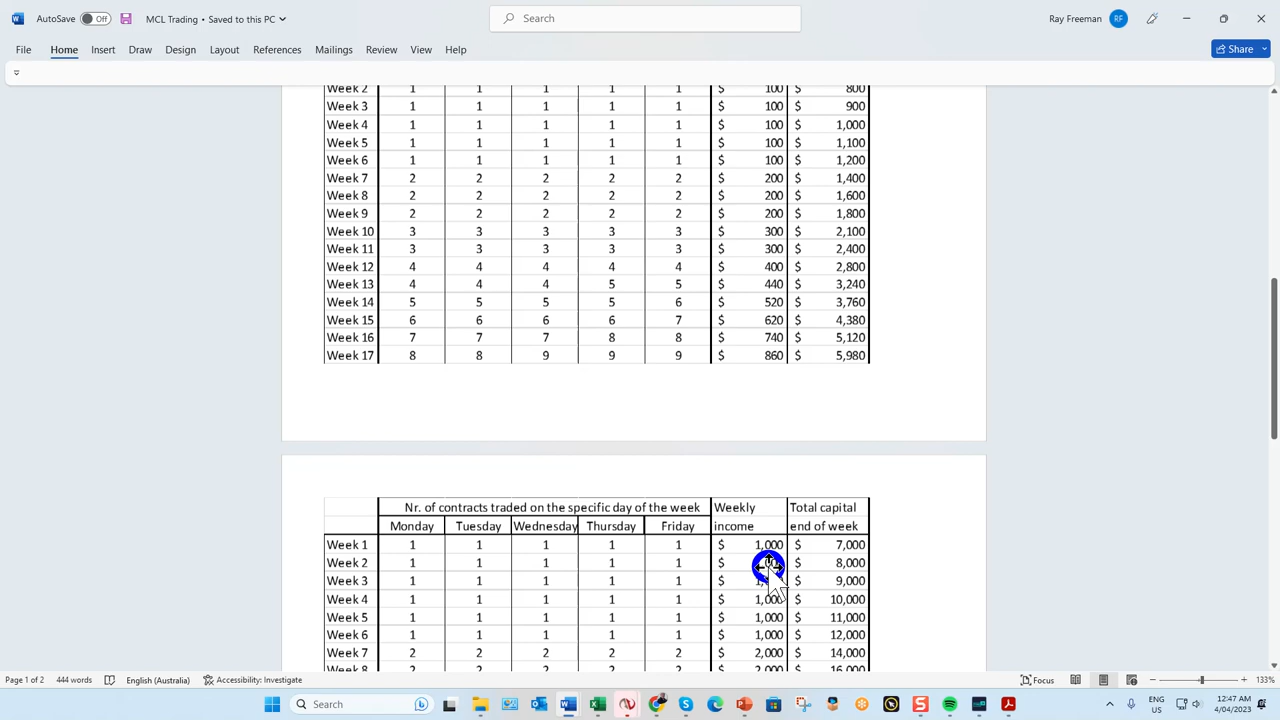 AutoSave Off MCL Trading • Saved to this PC Search Ray Freeman RF
File Home Insert Draw Design Layout References Mailings Review View Help Share
Week 2 1 1 1 1 1 $ 100 $ 800
Week 3 1 1 1 1 1 $ 100 $ 900
Week 4 1 1 1 1 1 $ 100 $ 1,000
Week 5 1 1 1 1 1 $ 100 $ 1,100
Week 6 1 1 1 1 1 $ 100 $ 1,200
Week 7 2 2 2 2 2 $ 200 $ 1,400
Week 8 2 2 2 2 2 $ 200 $ 1,600
Week 9 2 2 2 2 2 $ 200 $ 1,800
Week 10 3 3 3 3 3 $ 300 $ 2,100
Week 11 3 3 3 3 3 $ 300 $ 2,400
Week 12 4 4 4 4 4 $ 400 $ 2,800
Week 13 4 4 4 5 5 $ 440 $ 3,240
Week 14 5 5 5 5 6 $ 520 $ 3,760
Week 15 6 6 6 6 7 $ 620 $ 4,380
Week 16 7 7 7 8 8 $ 740 $ 5,120
Week 17 8 8 9 9 9 $ 860 $ 5,980
Nr. of contracts traded on the specific day of the week Weekly Total capital
Monday Tuesday Wednesday Thursday Friday income end of week
Week 1 1 1 1 1 1 $ 1,000 $ 7,000
Week 2 1 1 1 1 1 $ $ 8,000
Week 3 1 1 1 1 1 $ $ 9,000
Week 4 1 1 1 1 1 $ 1,000 $ 10,000
Week 5 1 1 1 1 1 $ 1,000 $ 11,000
Week 6 1 1 1 1 1 $ 1,000 $ 12,000
Week 7 2 2 2 2 2 $ 2,000 $ 14,000
Week 8 2 2 2 2 2 $ 2,000 $ 16,000
Page 1 of 2 444 words English (Australia) Accessibility: Investigate Focus 133%
Search ENG 12:47 AM
US 4/04/2023